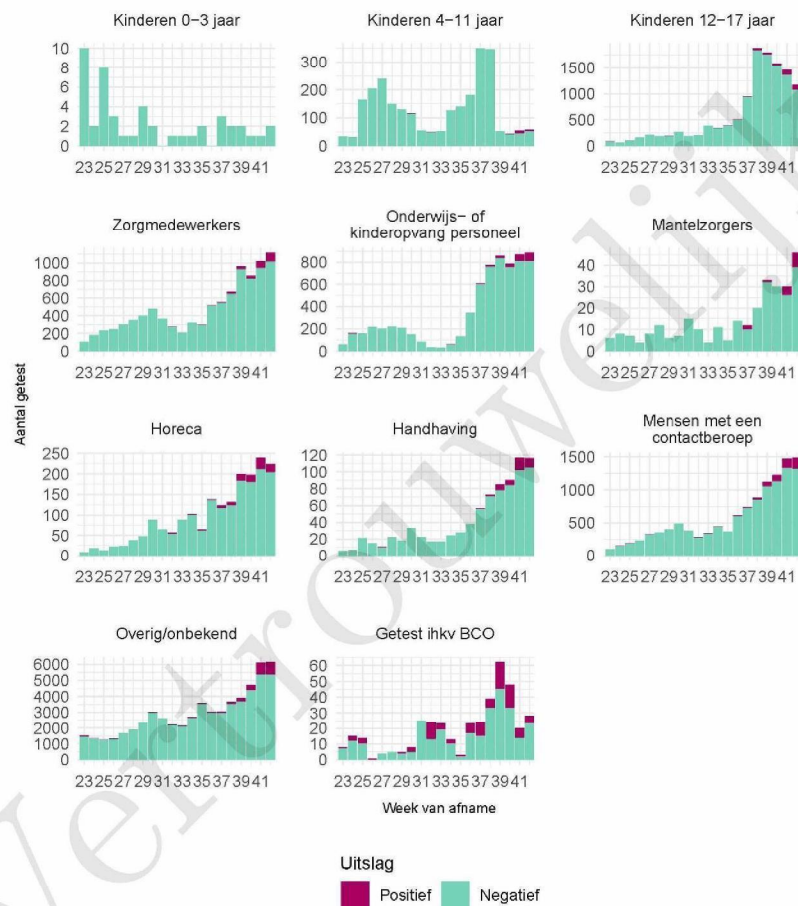 Kinderen 0–3 jaar
10
8
6
4
2
0
23 25 27 29 31 33 35 37 39 41
Kinderen 4–11 jaar
300
200
100
0
23 25 27 29 31 33 35 37 39 41
Kinderen 12–17 jaar
1500
1000
500
0
23 25 27 29 31 33 35 37 39 41
Zorgmedewerkers
1000
800
600
400
200
0
23 25 27 29 31 33 35 37 39 41
Onderwijs– of
kinderopvang personeel
800
600
400
200
0
23 25 27 29 31 33 35 37 39 41
Mantelzorgers
40
30
20
10
0
23 25 27 29 31 33 35 37 39 41
Aantal getest
Horeca
250
200
150
100
50
0
23 25 27 29 31 33 35 37 39 41
Handhaving
120
100
80
60
40
20
0
23 25 27 29 31 33 35 37 39 41
Mensen met een
contactberoep
1500
1000
500
0
23 25 27 29 31 33 35 37 39 41
Overig/onbekend
6000
5000
4000
3000
2000
1000
0
23 25 27 29 31 33 35 37 39 41
Getest ihkv BCO
60
50
40
30
20
10
0
23 25 27 29 31 33 35 37 39 41
Week van afname
Uitslag
Positief Negatief
Vertrouwelijk